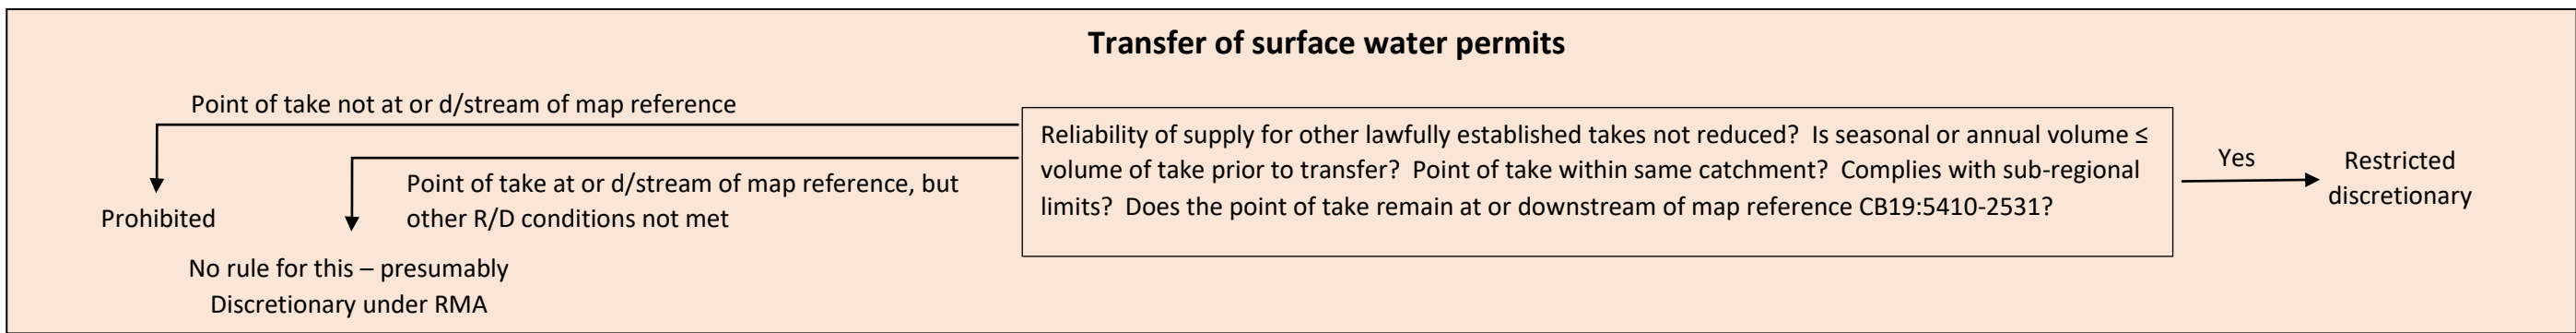 Transfer of surface water permits
Point of take not at or d/stream of map reference
Prohibited
Point of take at or d/stream of map reference, but
other R/D conditions not met
No rule for this – presumably
Discretionary under RMA
Reliability of supply for other lawfully established takes not reduced? Is seasonal or annual volume ≤
volume of take prior to transfer? Point of take within same catchment? Complies with sub-regional
limits? Does the point of take remain at or downstream of map reference CB19:5410-2531?
Yes
Restricted
discretionary